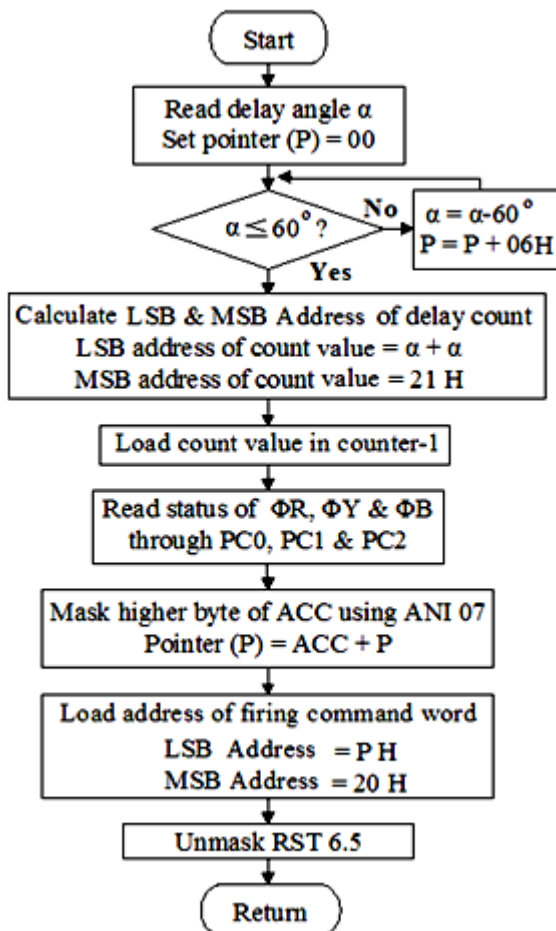 Start
Read delay angle α
Set pointer (P) = 00
α ≤ 60° ?
No
α = α-60°
P = P + 06H
Yes
Calculate LSB & MSB Address of delay count
LSB address of count value = α + α
MSB address of count value = 21 H
Load count value in counter-1
Read status of ΦR, ΦY & ΦB
through PC0, PC1 & PC2
Mask higher byte of ACC using ANI 07
Pointer (P) = ACC + P
Load address of firing command word
LSB Address = P H
MSB Address = 20 H
Unmask RST 6.5
Return